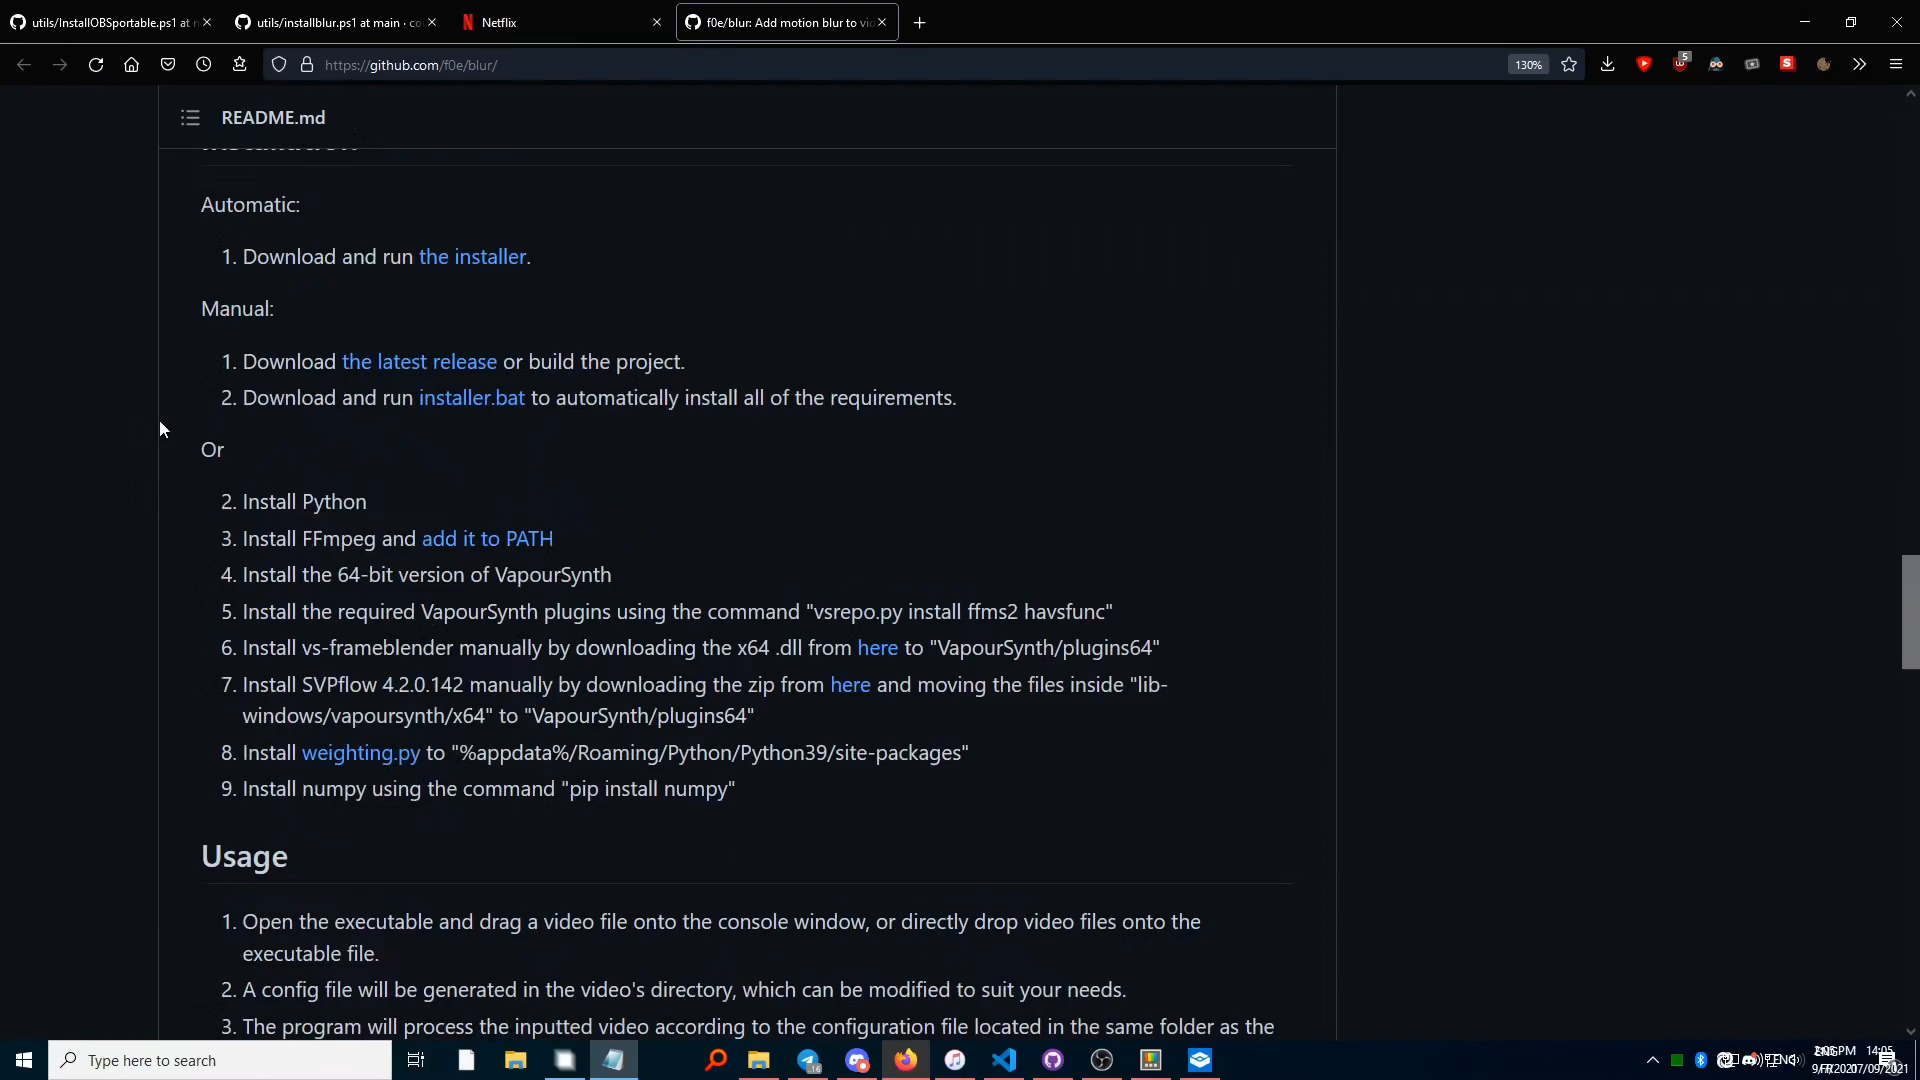 utils/InstallOBSportable.ps1 at m
utils/installblur.ps1 at main · co
Netflix
f0e/blur: Add motion blur to vid
https://github.com/f0e/blur/
130%
5
README.md
Installation
Automatic:
1. Download and run the installer.
Manual:
1. Download the latest release or build the project.
2. Download and run installer.bat to automatically install all of the requirements.
Or
2. Install Python
3. Install FFmpeg and add it to PATH
4. Install the 64-bit version of VapourSynth
5. Install the required VapourSynth plugins using the command "vsrepo.py install ffms2 havsfunc"
6. Install vs-frameblender manually by downloading the x64 .dll from here to "VapourSynth/plugins64"
7. Install SVPflow 4.2.0.142 manually by downloading the zip from here and moving the files inside "lib-
windows/vapoursynth/x64" to "VapourSynth/plugins64"
8. Install weighting.py to "%appdata%/Roaming/Python/Python39/site-packages"
9. Install numpy using the command "pip install numpy"
Usage
1. Open the executable and drag a video file onto the console window, or directly drop video files onto the
executable file.
2. A config file will be generated in the video's directory, which can be modified to suit your needs.
3. The program will process the inputted video according to the configuration file located in the same folder as the
Type here to search
16
14:05